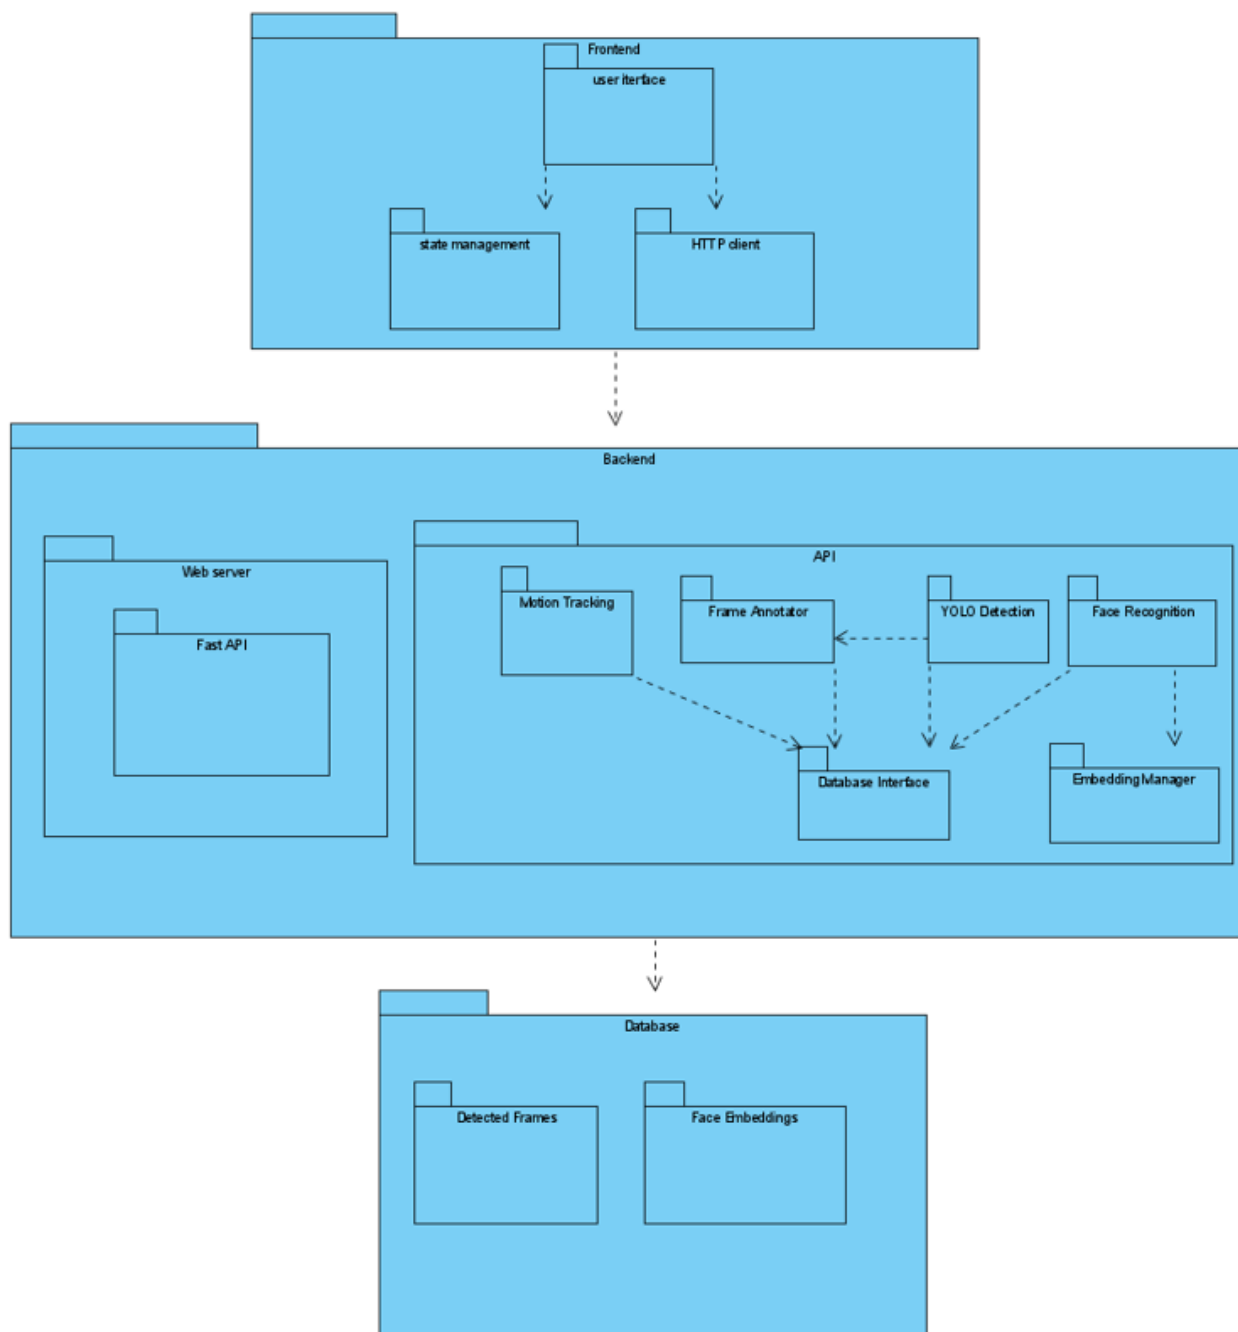 Frontend
user iterface
state management
HTTP client
Backend
Web server
Fast API
API
Motion Tracking
Frame Annotator
YOLO Detection
Face Recognition
Database Interface
Embedding Manager
Database
Detected Frames
Face Embeddings